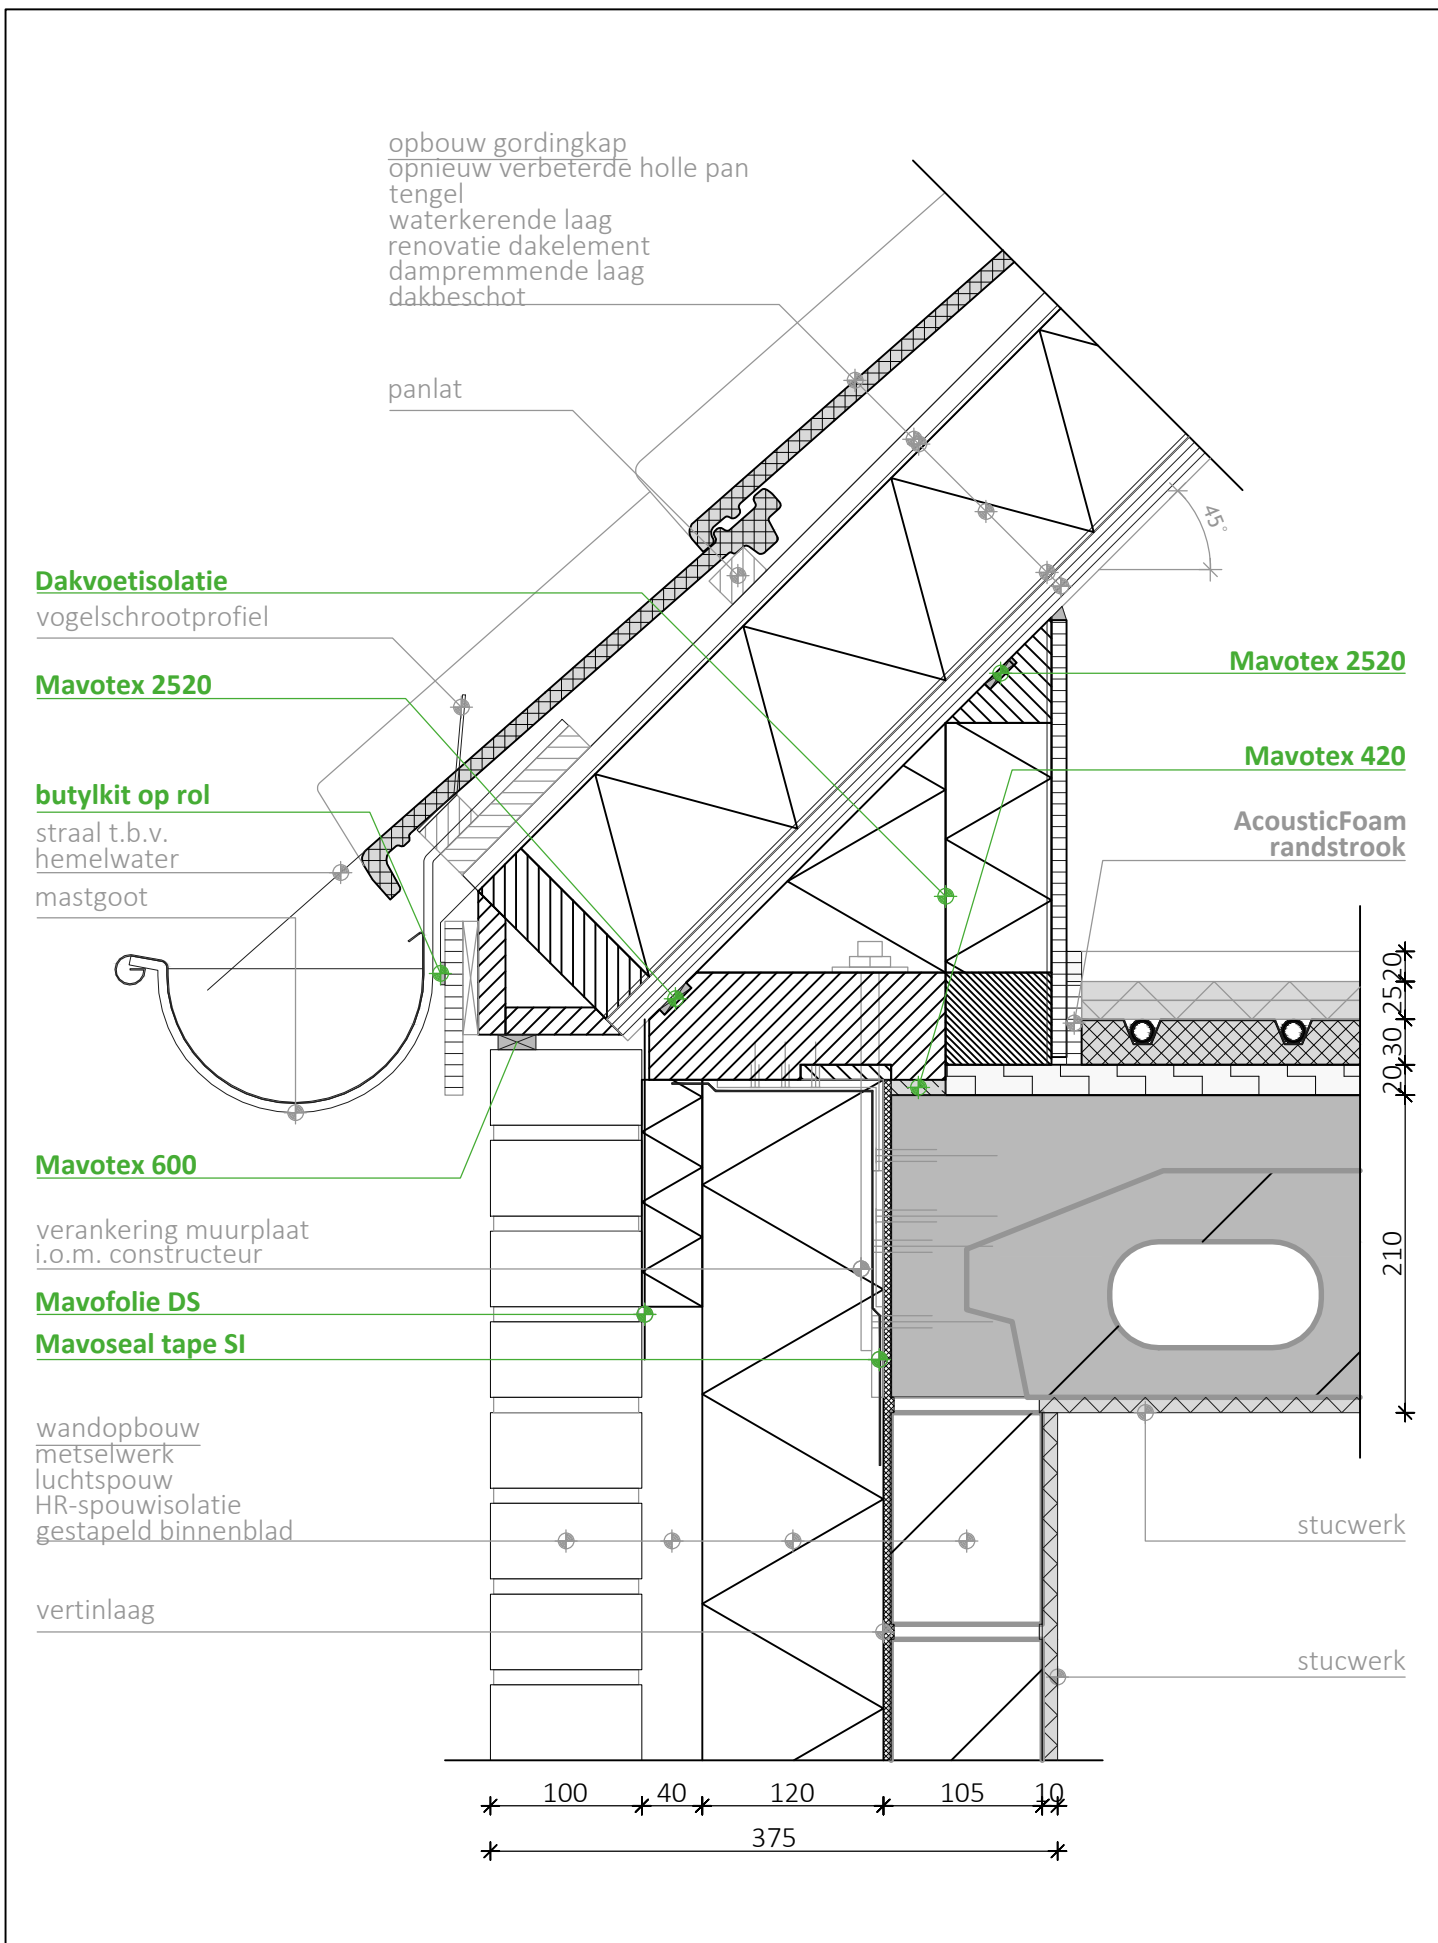 opbouw gordingkap
opnieuw verbeterde holle pan
tengel
waterkerende laag
renovatie dakelement
dampremmende laag
dakbeschot
panlat
45°
Dakvoetisolatie
vogelschrootprofiel
Mavotex 2520
butylkit op rol
straal t.b.v.
hemelwater
mastgoot
Mavotex 2520
Mavotex 420
AcousticFoam
randstrook
20
25
30
20
210
Mavotex 600
verankering muurplaat
i.o.m. constructeur
Mavofolie DS
Mavoseal tape SI
wandopbouw
metselwerk
luchtspouw
HR-spouwisolatie
gestapeld binnenblad
vertinlaag
stucwerk
stucwerk
100 40 120 105 10
375